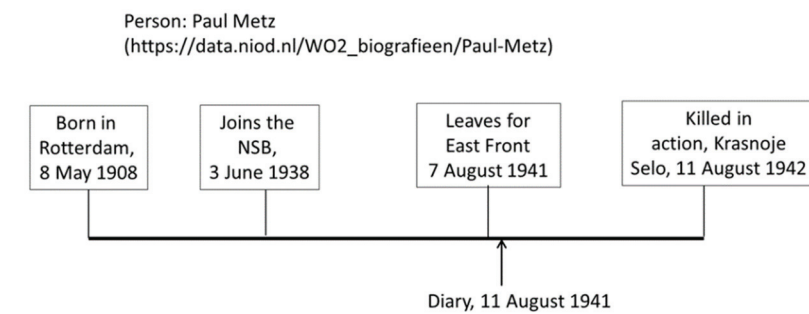 Person: Paul Metz
(https://data.niod.nl/WO2_biografieen/Paul-Metz)
Born in
Rotterdam,
8 May 1908
Joins the
NSB,
3 June 1938
Leaves for
East Front
7 August 1941
Killed in
action, Krasnoje
Selo, 11 August 1942
Diary, 11 August 1941